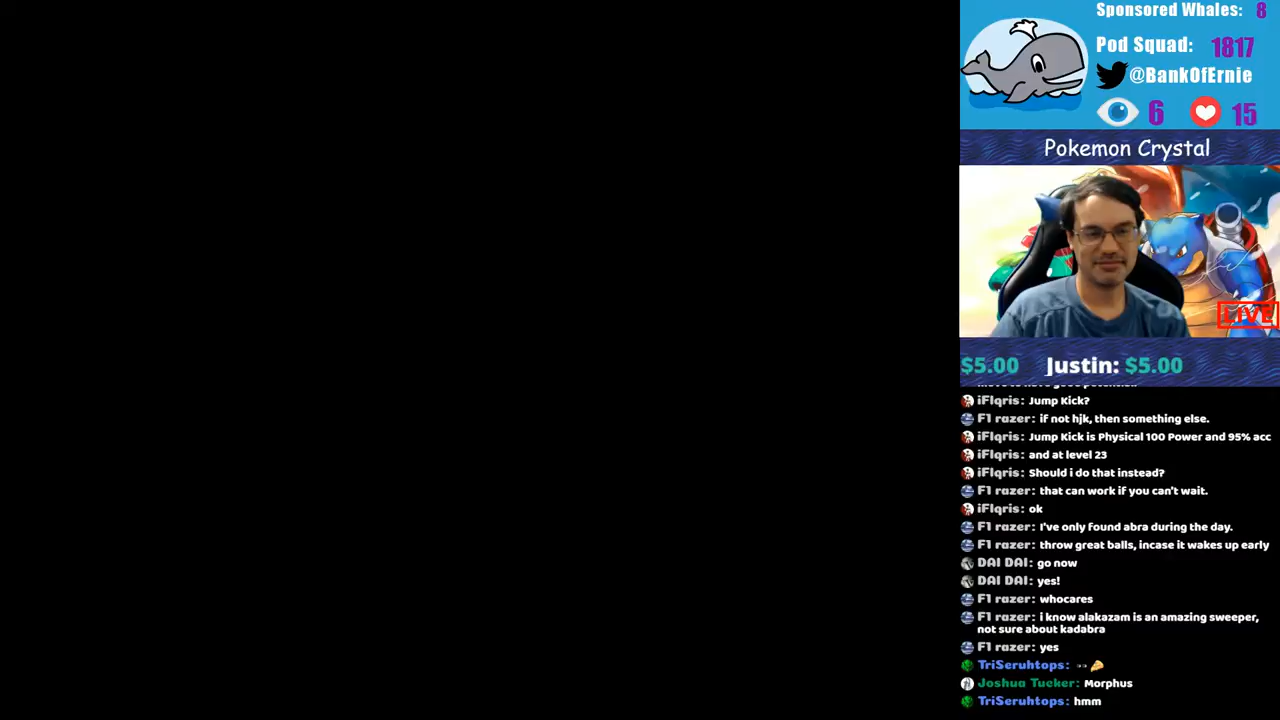 Sponsored Whales: 8
Pod Squad: 1817
@BankOfErnie
6 15
Pokemon Crystal
LIVE
$5.00 Justin: $5.00
iFlqris: Jump Kick?
F1 razer: if not hjk, then something else.
iFlqris: Jump Kick is Physical 100 Power and 95% acc
iFlqris: and at level 23
iFlqris: Should i do that instead?
F1 razer: that can work if you can't wait.
iFlqris: ok
F1 razer: I've only found abra during the day.
F1 razer: throw great balls, incase it wakes up early
DAI DAI: go now
DAI DAI: yes!
F1 razer: whocares
F1 razer: i know alakazam is an amazing sweeper,
not sure about kadabra
F1 razer: yes
TriSeruhtops: 👀 🍕
Joshua Tucker: Morphus
TriSeruhtops: hmm